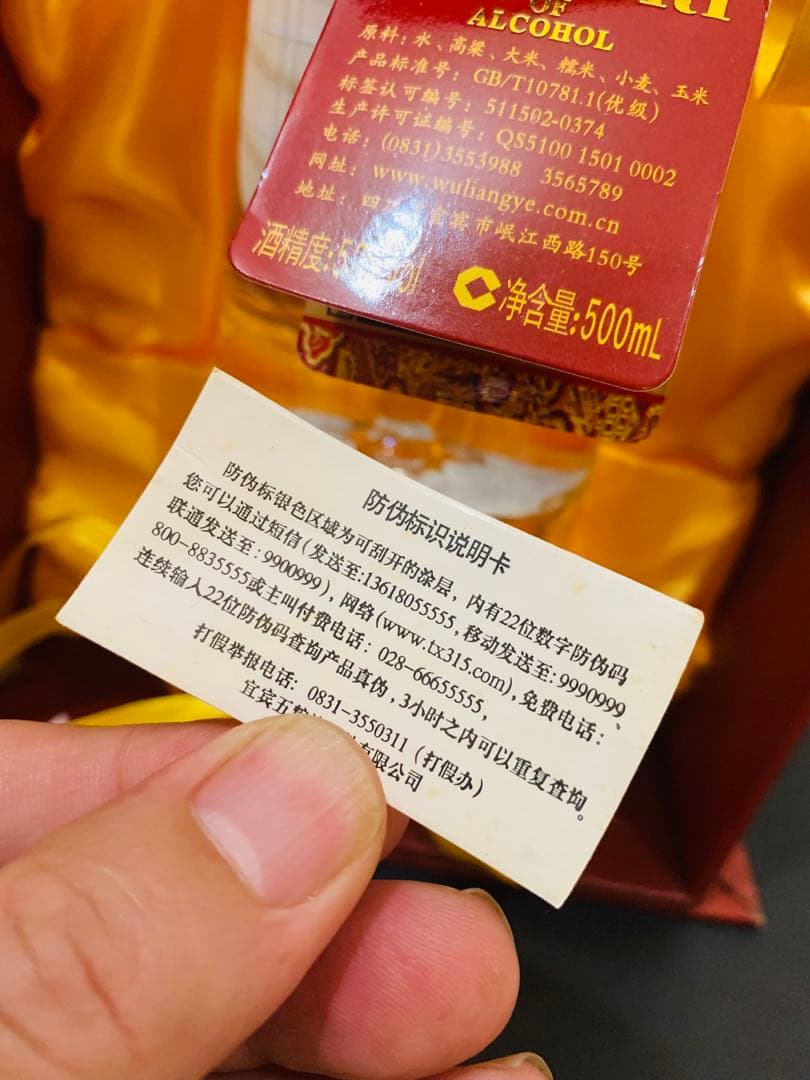 OF
ALCOHOL
原料:水、高粱、大米、糯米、小麦、玉米
产品标准号:GB/T10781.1(优级)
标签认可编号:511502-0374
生产许可证编号:QS5100 1501 0002
电话:(0831)3553988 3565789
网址:www.wuliangye.com.cn
地址:四 宜宾市岷江西路150号
酒精度:5
净含量:500mL
防伪标识说明卡
防伪标银色区域为可刮开的涂层,内有22位数字防伪码
您可以通过短信(发送至:13618055555,移动发送至:9990999、
联通发送至:9900999),网络(www.tx315.com),免费电话:
800-8835555或主叫付费电话:028-66655555,
连续输入22位防伪码查询产品真伪,3小时之内可以重复查询。
打假举报电话:0831-3550311(打假办)
宜宾五 有限公司